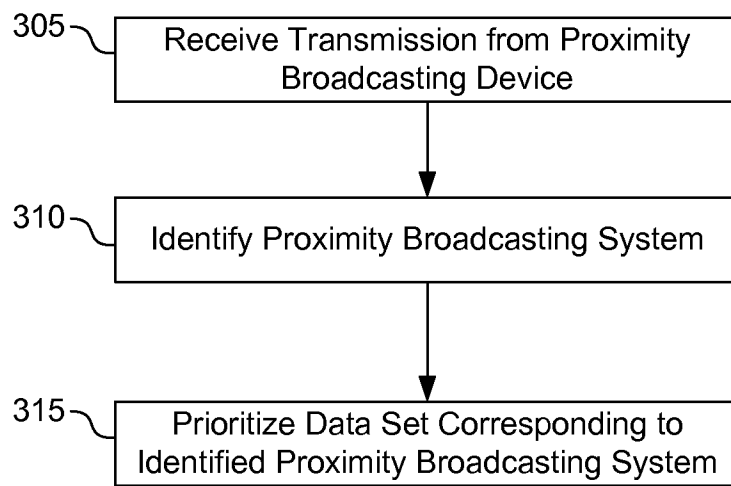 305
Receive Transmission from Proximity
Broadcasting Device
310
Identify Proximity Broadcasting System
315
Prioritize Data Set Corresponding to
Identified Proximity Broadcasting System